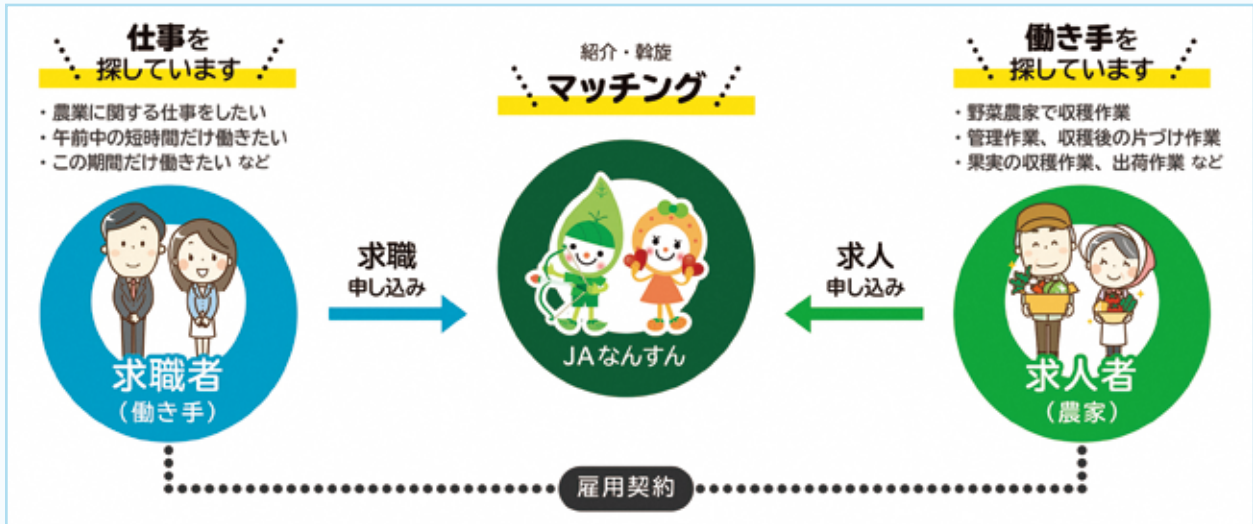 仕事を
探しています
・農業に関する仕事をしたい
・午前中の短時間だけ働きたい
・この期間だけ働きたい など
求職者
（働き手）
求職
申し込み
紹介・斡旋
マッチング
JAなんすん
求人
申し込み
働き手を
探しています
・野菜農家で収穫作業
・管理作業、収穫後の片づけ作業
・果実の収穫作業、出荷作業 など
求人者
（農家）
雇用契約